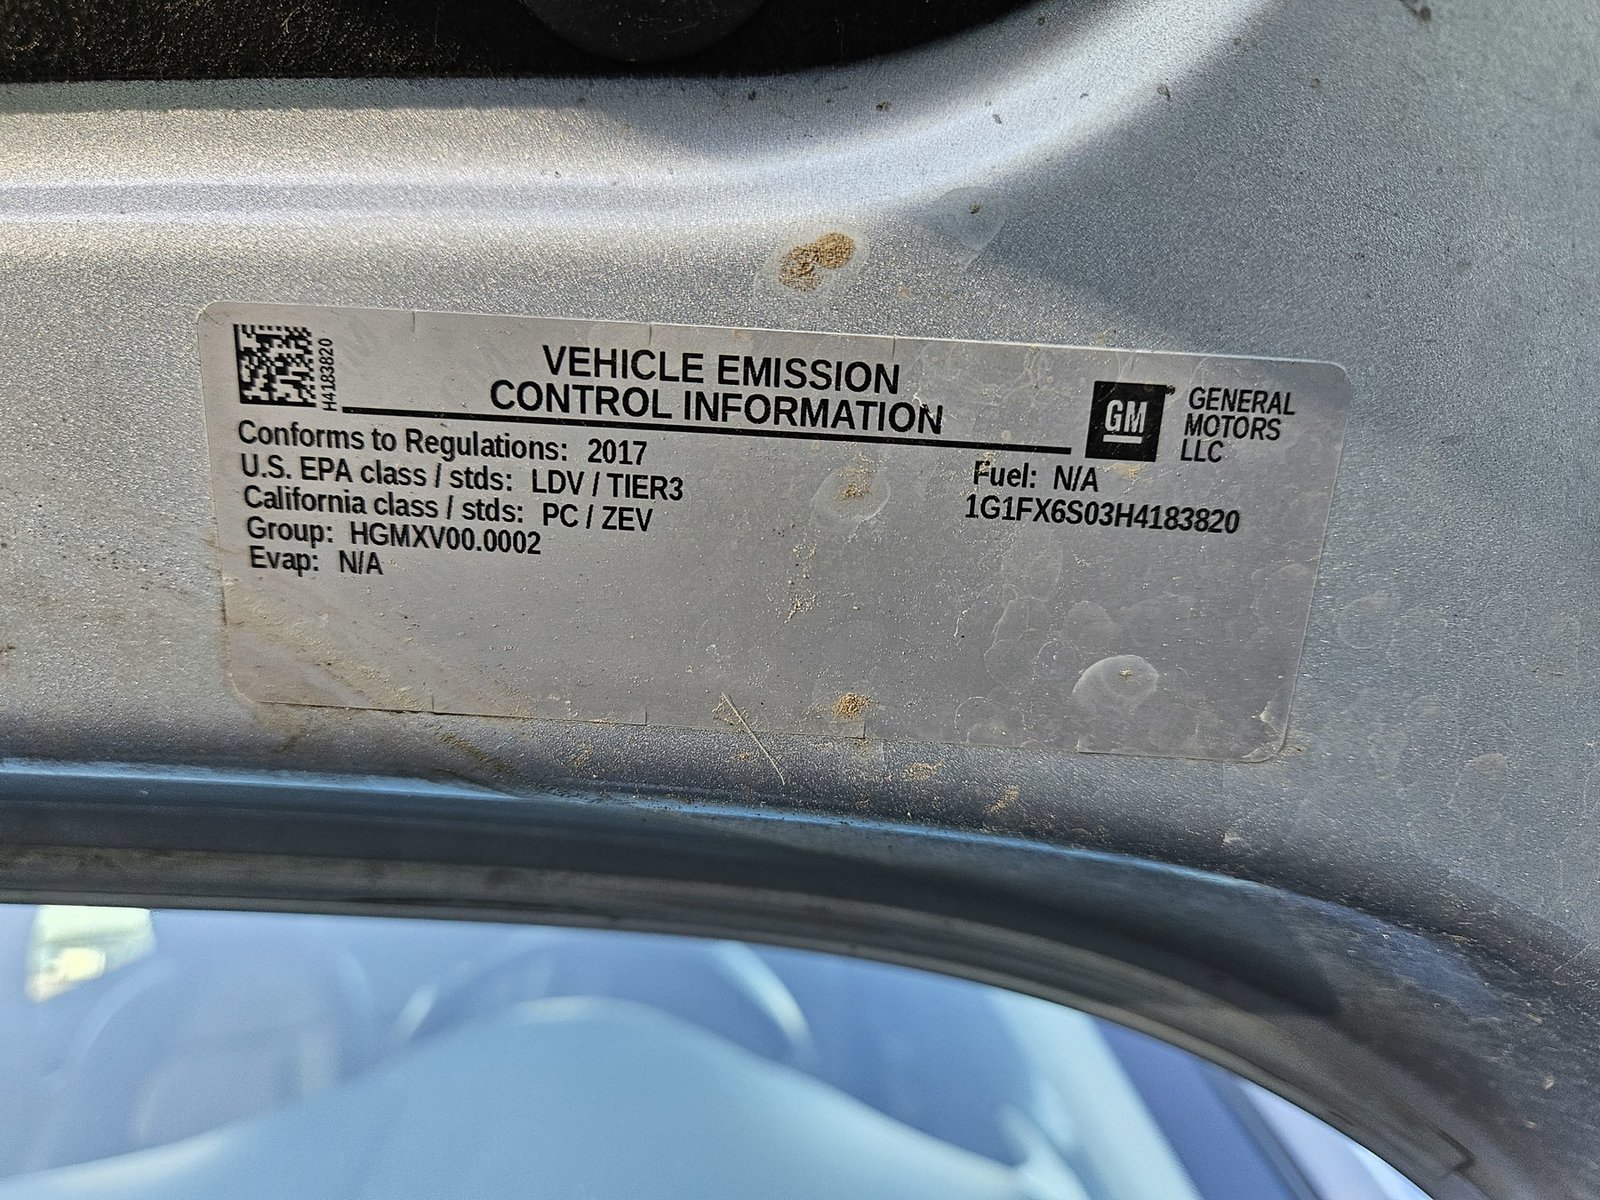 H4183820
VEHICLE EMISSION
CONTROL INFORMATION
GM
GENERAL
MOTORS
LLC
Conforms to Regulations: 2017
U.S. EPA class / stds: LDV / TIER3
California class / stds: PC / ZEV
Group: HGMXV00.0002
Evap: N/A
Fuel: N/A
1G1FX6S03H4183820